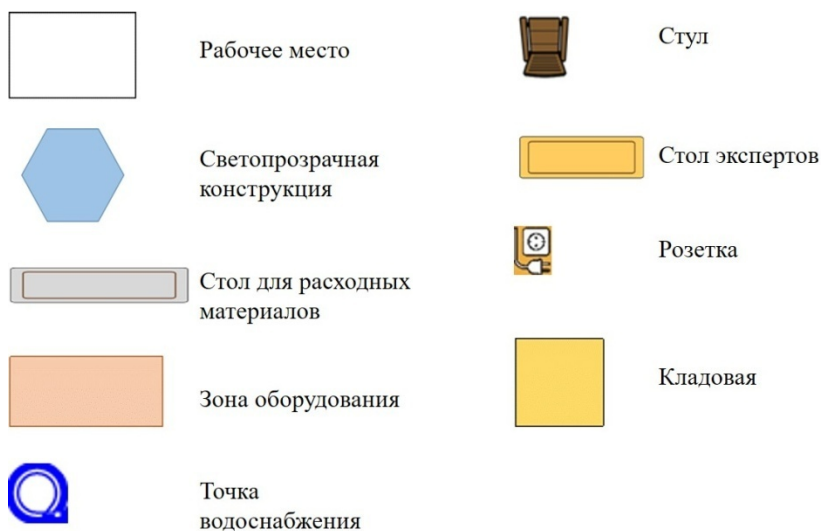 Рабочее место
Светопрозрачная
конструкция
Стол для расходных
материалов
Зона оборудования
Точка
водоснабжения
Стул
Стол экспертов
Розетка
Кладовая